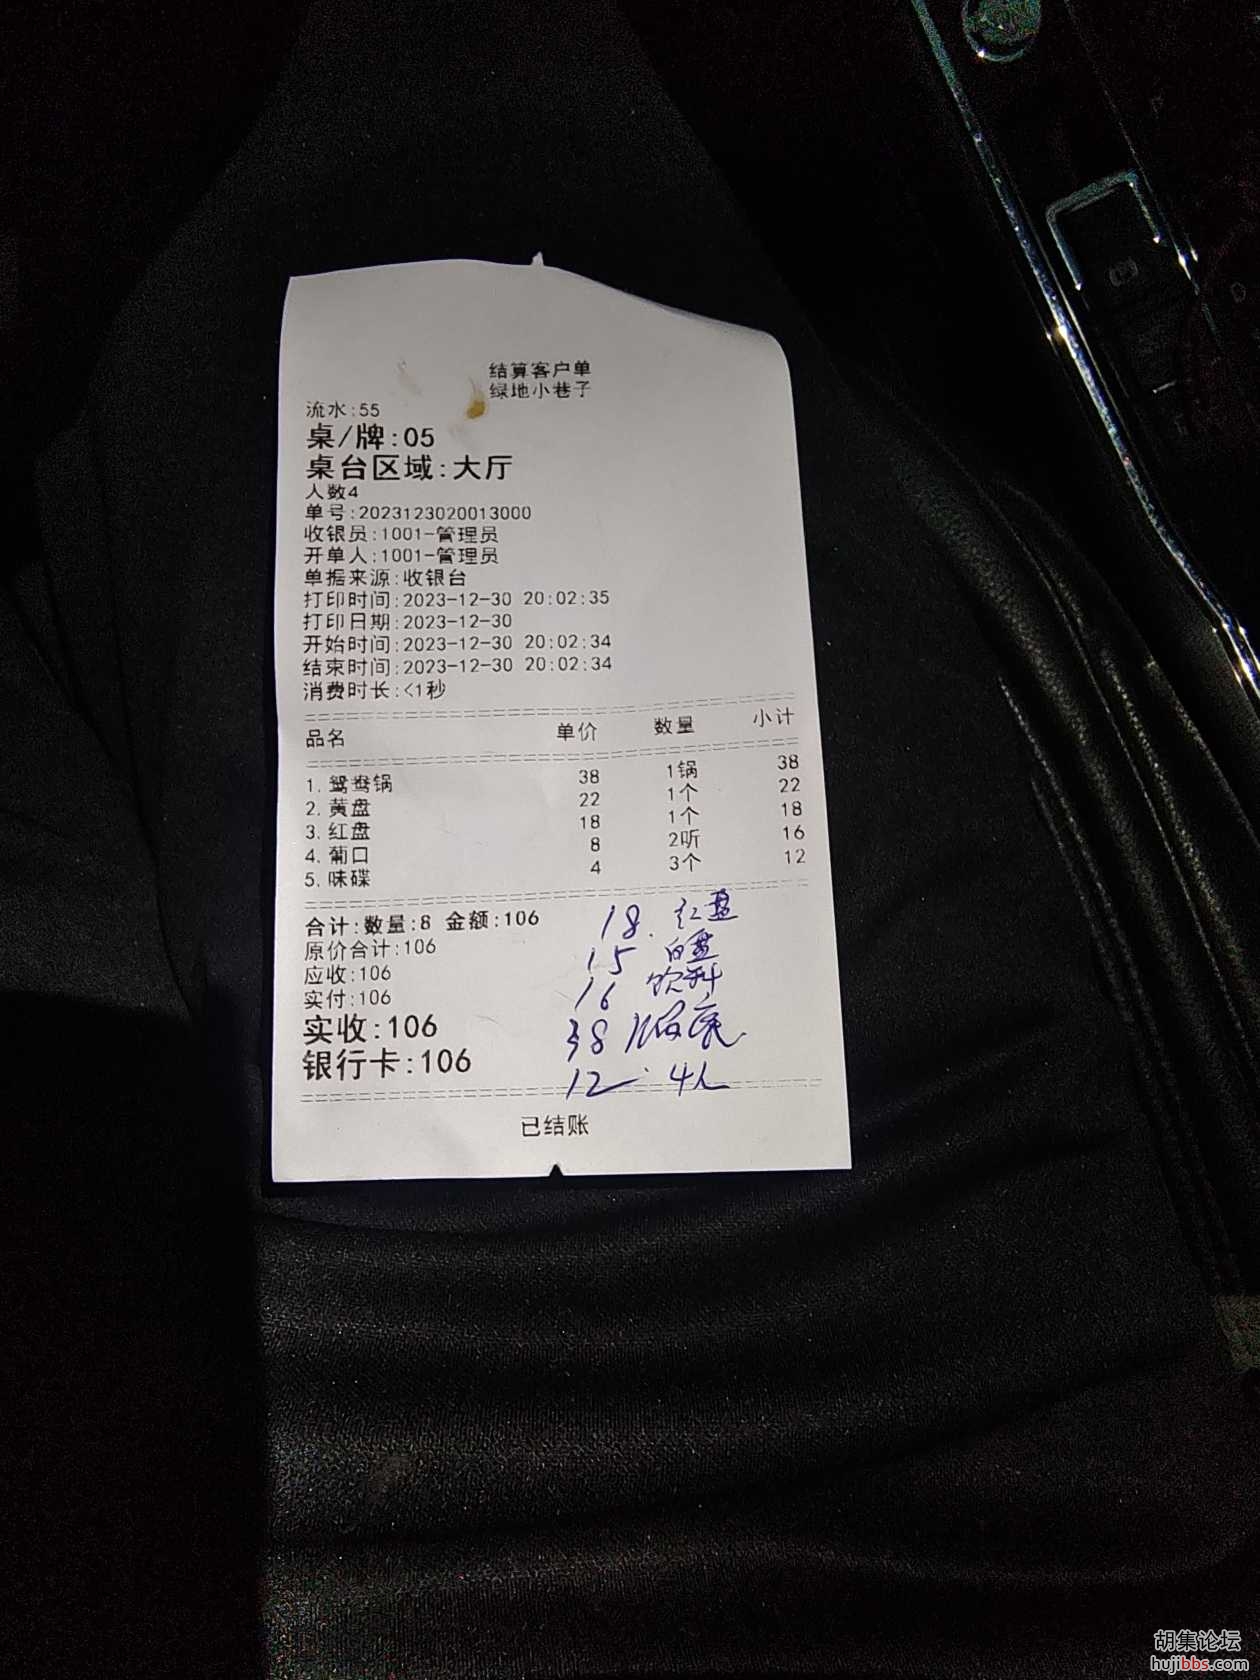 结算客户单
绿地小巷子
流水:55
桌/牌:05
桌台区域:大厅
人数4
单号:2023123020013000
收银员:1001-管理员
开单人:1001-管理员
单据来源:收银台
打印时间:2023-12-30 20:02:35
打印日期:2023-12-30
开始时间:2023-12-30 20:02:34
结束时间:2023-12-30 20:02:34
消费时长:<1秒
品名 单价 数量 小计
1.鸳鸯锅 38 1锅 38
2.黄盘 22 1个 22
3.红盘 18 1个 18
4.葡口 8 2听 16
5.味碟 4 3个 12
合计:数量:8 金额:106
原价合计:106
应收:106
实付:106
实收:106
银行卡:106
18.红盘
15 白盘
16 饮料
38 锅底
12.4人
已结账
胡集论坛
hujibbs.com